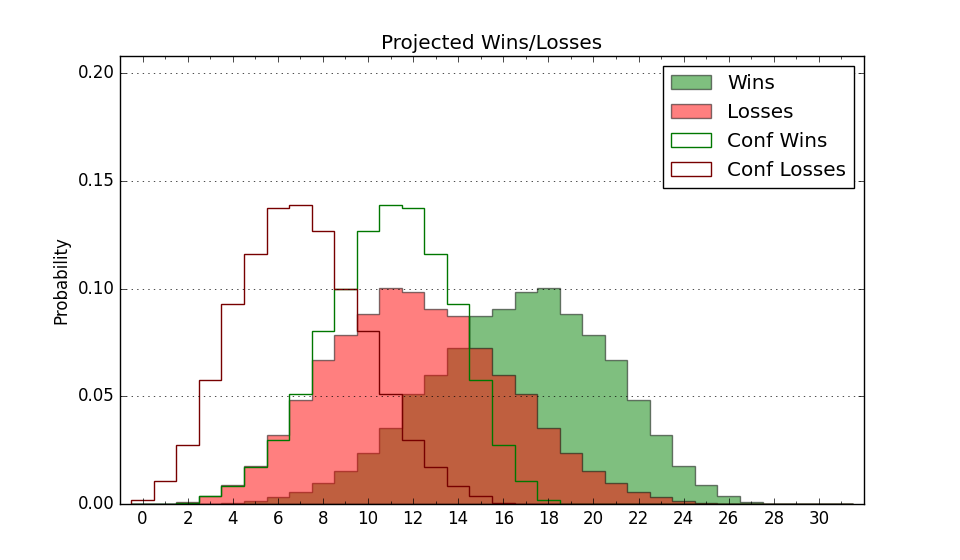 Projected Wins/Losses
0.20
0.15
0.10
0.05
0.00
Probability
Wins
Losses
Conf Wins
Conf Losses
0 2 4 6 8 10 12 14 16 18 20 22 24 26 28 30